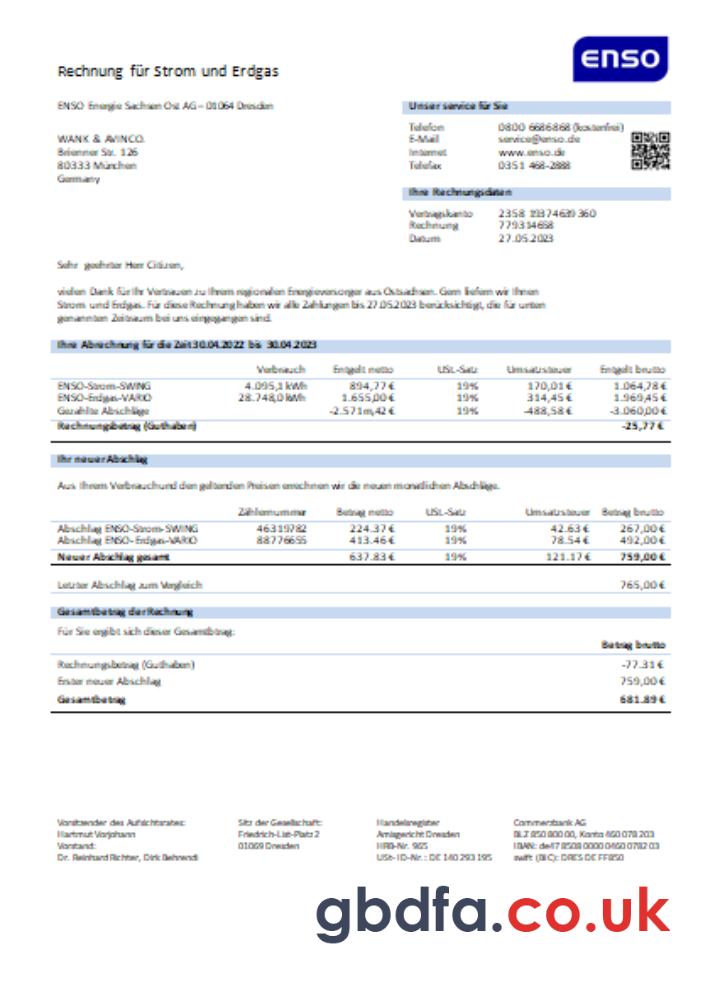 enso
Rechnung für Strom und Erdgas
ENSO Energie Sachsen Ost AG – 01064 Dresden
Unser service für Sie
WANK & AVINCO.
Brienner Str. 126
80333 München
Germany
Telefon 0800 6686868 (kostenfrei)
E-Mail service@enso.de
Internet www.enso.de
Telefax 0351 468-2888
Ihre Rechnungsdaten
Vertragskonto 2358 360
Rechnung 779314658
Datum 27.05.2023
Sehr geehrter Herr Citizen,
vielen Dank für Ihr Vertrauen zu Ihrem regionalen Energieversorger aus Ostsachsen. Gern liefern wir Ihnen
Strom und Erdgas. Für diese Rechnung haben wir alle Zahlungen bis 27.05.2023 berücksichtigt, die für unten
genannten Zeitraum bei uns eingegangen sind.
Ihre Abrechnung für die Zeit 30.04.2022 bis 30.04.2023
Verbrauch Entgelt netto USt.-Satz Umsatzsteuer Entgelt brutto
ENSO-Strom-SWING 4.095,1 kWh 894,77 € 19% 170,01 € 1.064,78 €
ENSO-Erdgas-VARIO 28.748,0 kWh 1.655,00 € 19% 314,45 € 1.969,45 €
Gezahlte Abschläge -2.571m,42 € 19% -488,58 € -3.060,00 €
Rechnungsbetrag (Guthaben) -25,77 €
Ihr neuer Abschlag
Aus Ihrem Verbrauch und den geltenden Preisen errechnen wir die neuen monatlichen Abschläge.
Zählernummer Betrag netto USt.-Satz Umsatzsteuer Betrag brutto
Abschlag ENSO-Strom-SWING 46319782 224.37 € 19% 42.63 € 267,00 €
Abschlag ENSO- Erdgas-VARIO 88776655 413.46 € 19% 78.54 € 492,00 €
Neuer Abschlag gesamt 637.83 € 19% 121.17 € 759,00 €
Letzter Abschlag zum Vergleich 765,00 €
Gesamtbetrag der Rechnung
Für Sie ergibt sich dieser Gesamtbtrag:
Betrag brutto
Rechnungsbetrag (Guthaben) -77.31 €
Erster neuer Abschlag 759,00 €
Gesamtbetrag 681.89 €
Vorsitzender des Aufsichtsrates:
Hartmut Vorjohann
Vorstand:
Dr. Reinhard Richter, Dirk Behrendt
Sitz der Gesellschaft:
Friedrich-List-Platz 2
01069 Dresden
Handelsregister
Amtsgericht Dresden
HRB-Nr. 965
USt- ID-Nr. : DE 140 293 195
Commerzbank AG
BLZ 850 800 00, Konto 460 078 203
IBAN: de47 8508 0000 0460 0782 03
swift (BIC): DRES DE FF850
gbdfa.co.uk